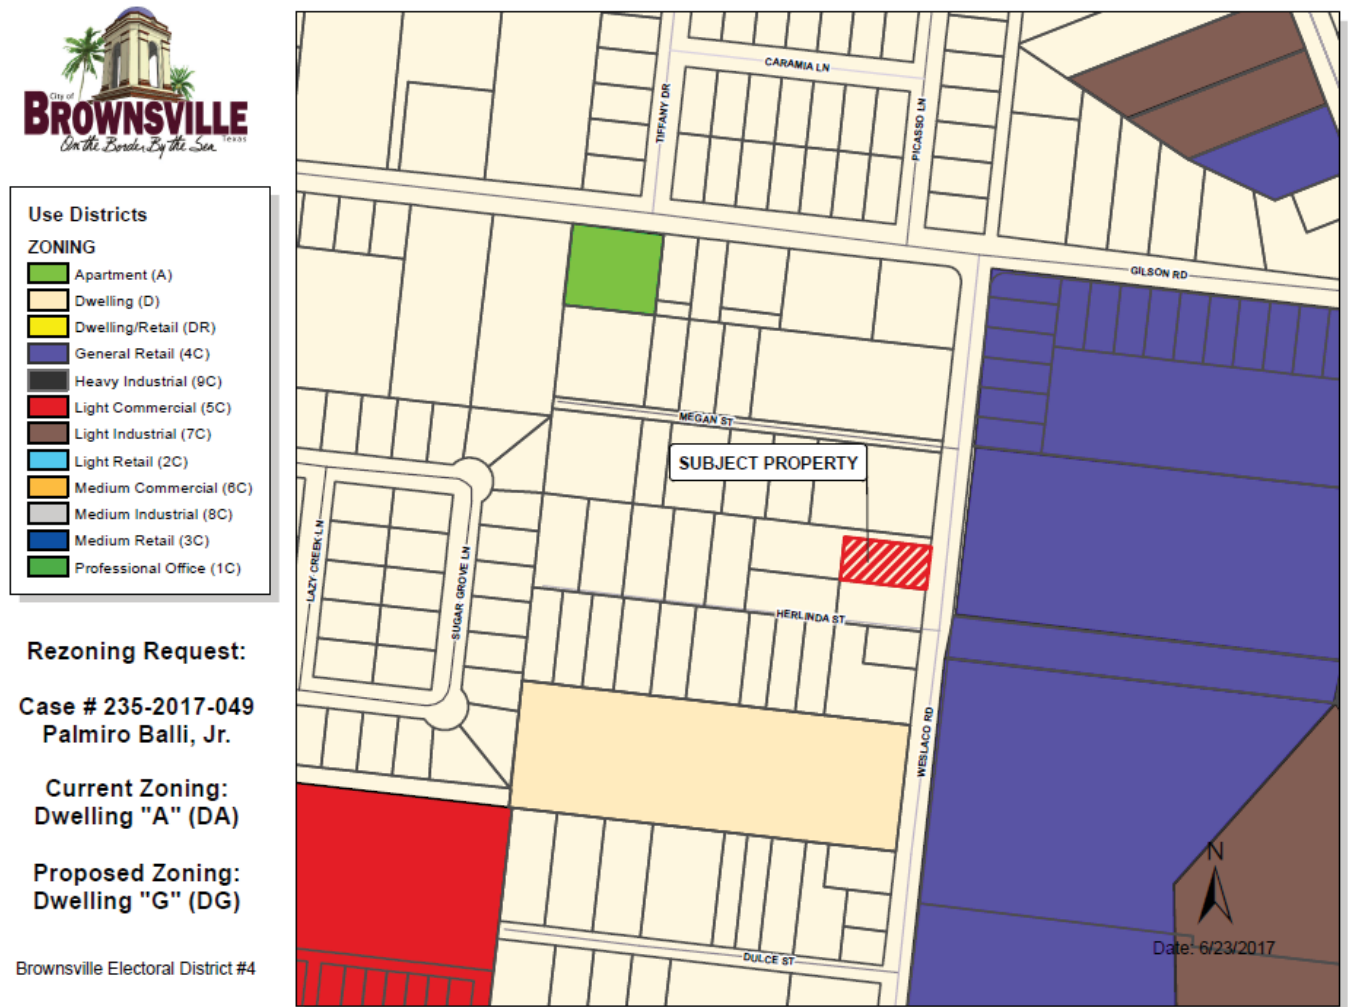 City of
BROWNSVILLE
Texas
On the Border By the Sea
Use Districts
ZONING
Apartment (A)
Dwelling (D)
Dwelling/Retail (DR)
General Retail (4C)
Heavy Industrial (9C)
Light Commercial (5C)
Light Industrial (7C)
Light Retail (2C)
Medium Commercial (6C)
Medium Industrial (8C)
Medium Retail (3C)
Professional Office (1C)
Rezoning Request:
Case # 235-2017-049
Palmiro Balli, Jr.
Current Zoning:
Dwelling "A" (DA)
Proposed Zoning:
Dwelling "G" (DG)
Brownsville Electoral District #4
CARAMIA LN
TIFFANY DR
PICASSO LN
GILSON RD
MEGAN ST
SUBJECT PROPERTY
LAZY CREEK LN
SUGAR GROVE LN
HERLINDA ST
WESLACO RD
DULCE ST
N
Date: 6/23/2017